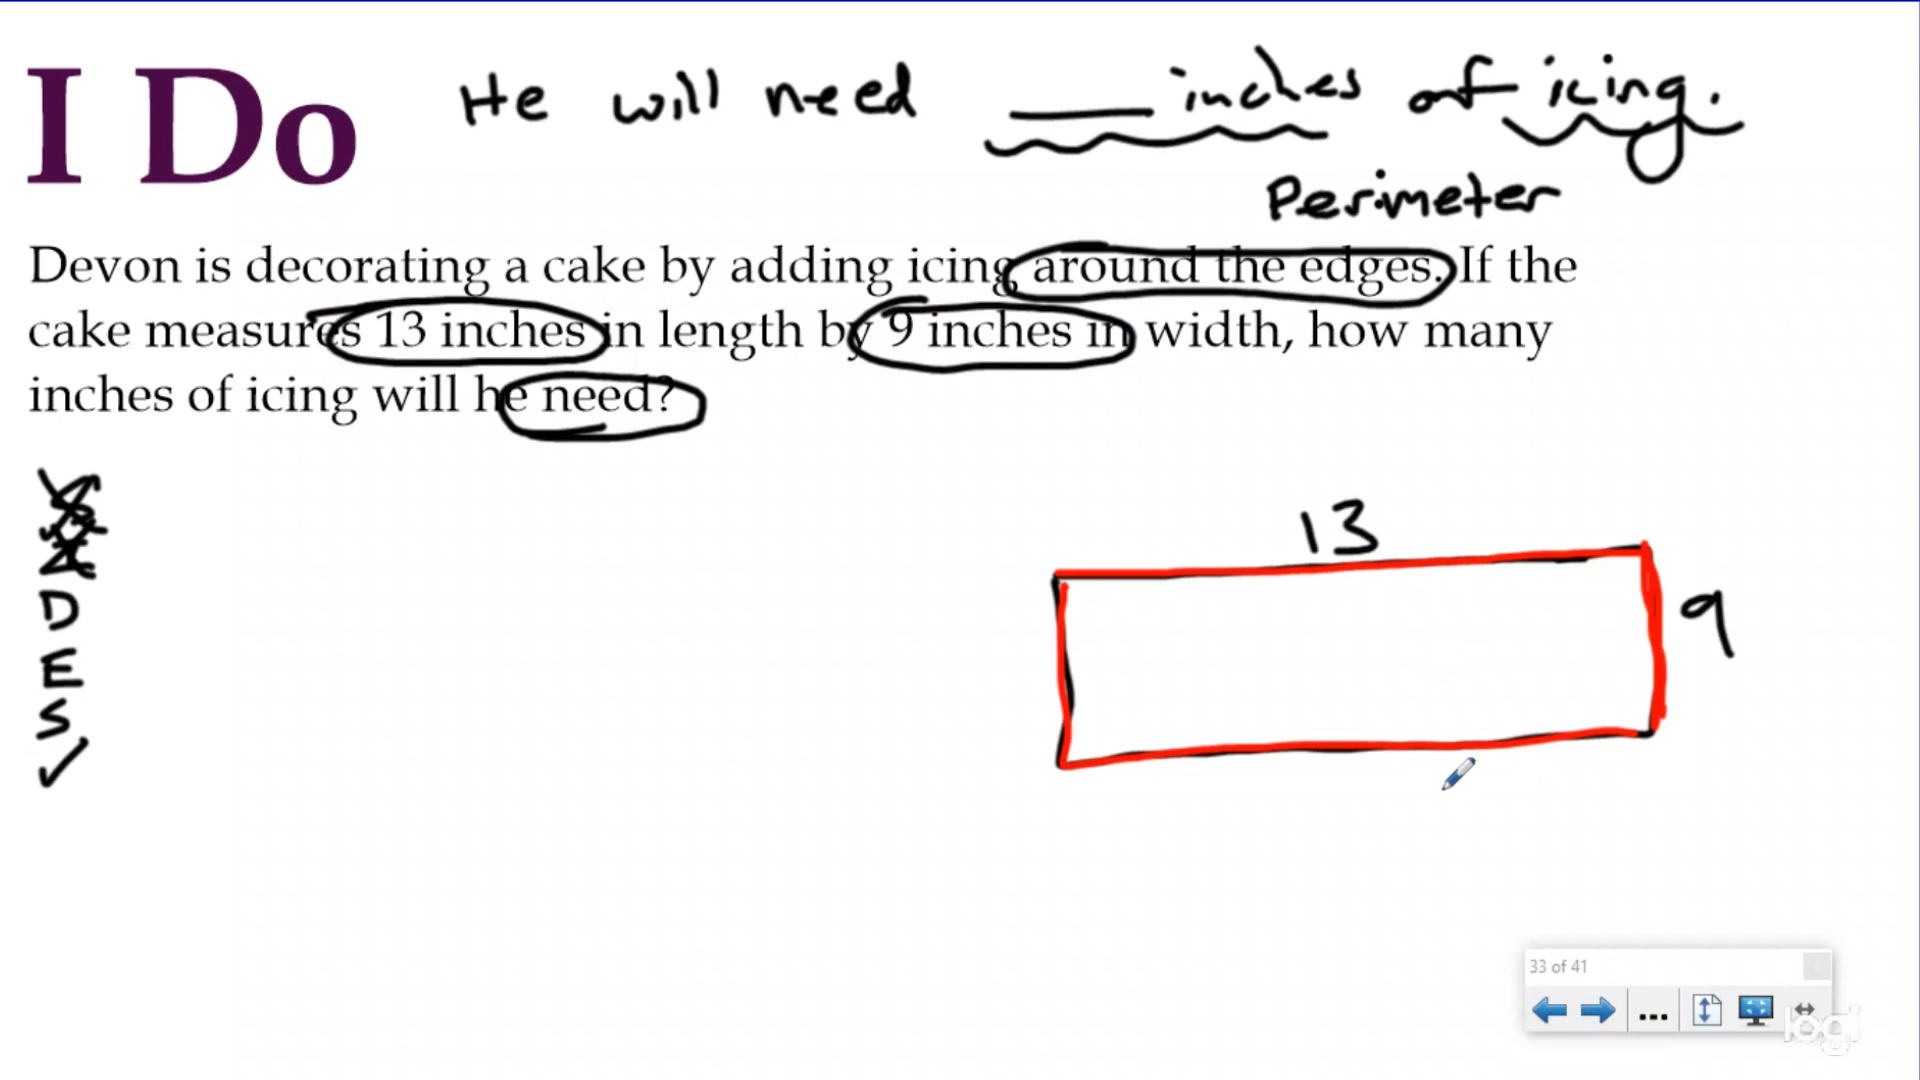 I Do
He will need ____ inches of icing.
Perimeter
Devon is decorating a cake by adding icing around the edges. If the
cake measures 13 inches in length by 9 inches in width, how many
inches of icing will he need?
D
E
S
✓
13
9
33 of 41
...
logi